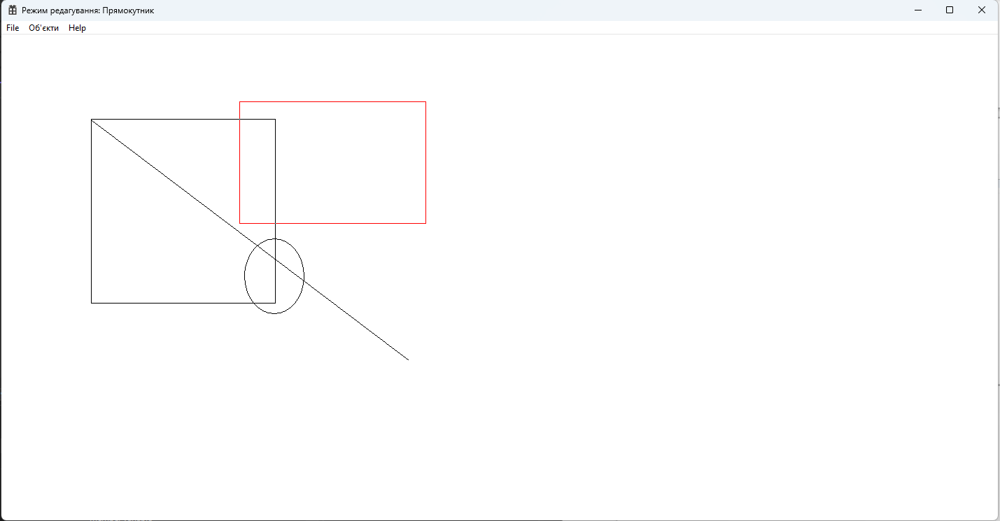 Режим редагування: Прямокутник
File Об'єкти Help